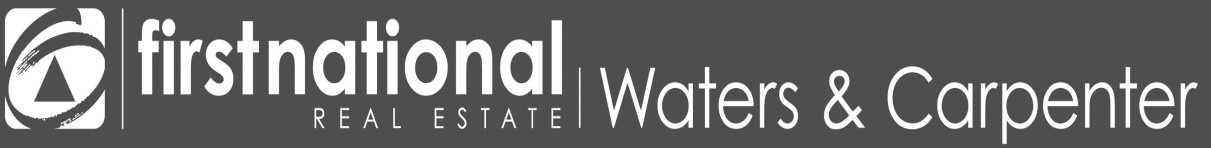 firstnational
REAL ESTATE
Waters & Carpenter